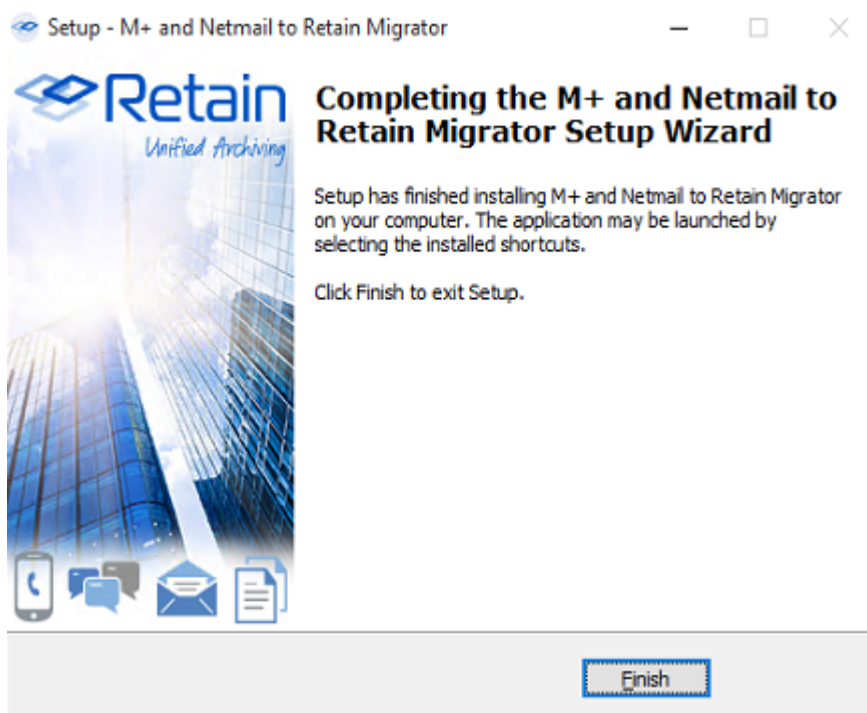 Setup - M+ and Netmail to Retain Migrator
Retain
Unified Archiving
Completing the M+ and Netmail to
Retain Migrator Setup Wizard
Setup has finished installing M+ and Netmail to Retain Migrator
on your computer. The application may be launched by
selecting the installed shortcuts.
Click Finish to exit Setup.
Finish